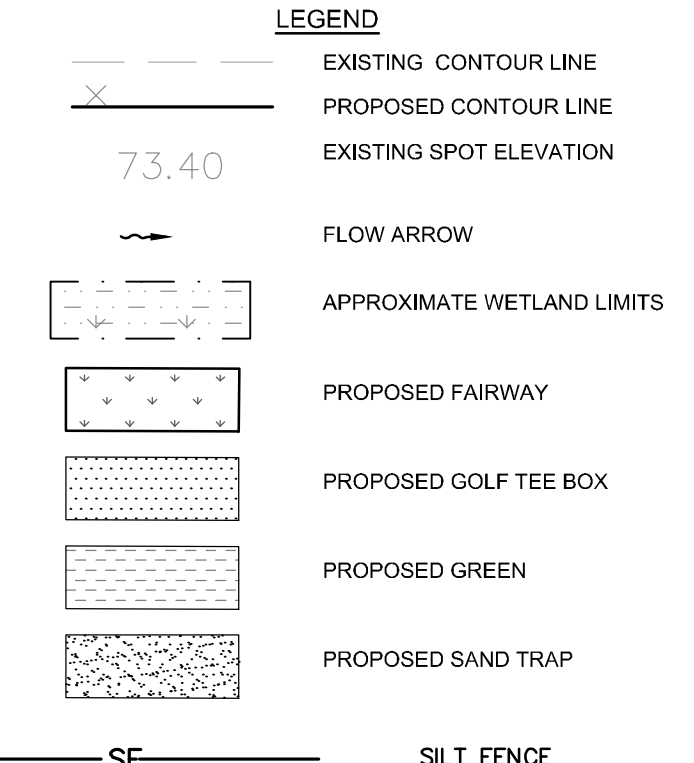 LEGEND
EXISTING CONTOUR LINE
PROPOSED CONTOUR LINE
73.40 EXISTING SPOT ELEVATION
FLOW ARROW
APPROXIMATE WETLAND LIMITS
PROPOSED FAIRWAY
PROPOSED GOLF TEE BOX
PROPOSED GREEN
PROPOSED SAND TRAP
SF SILT FENCE